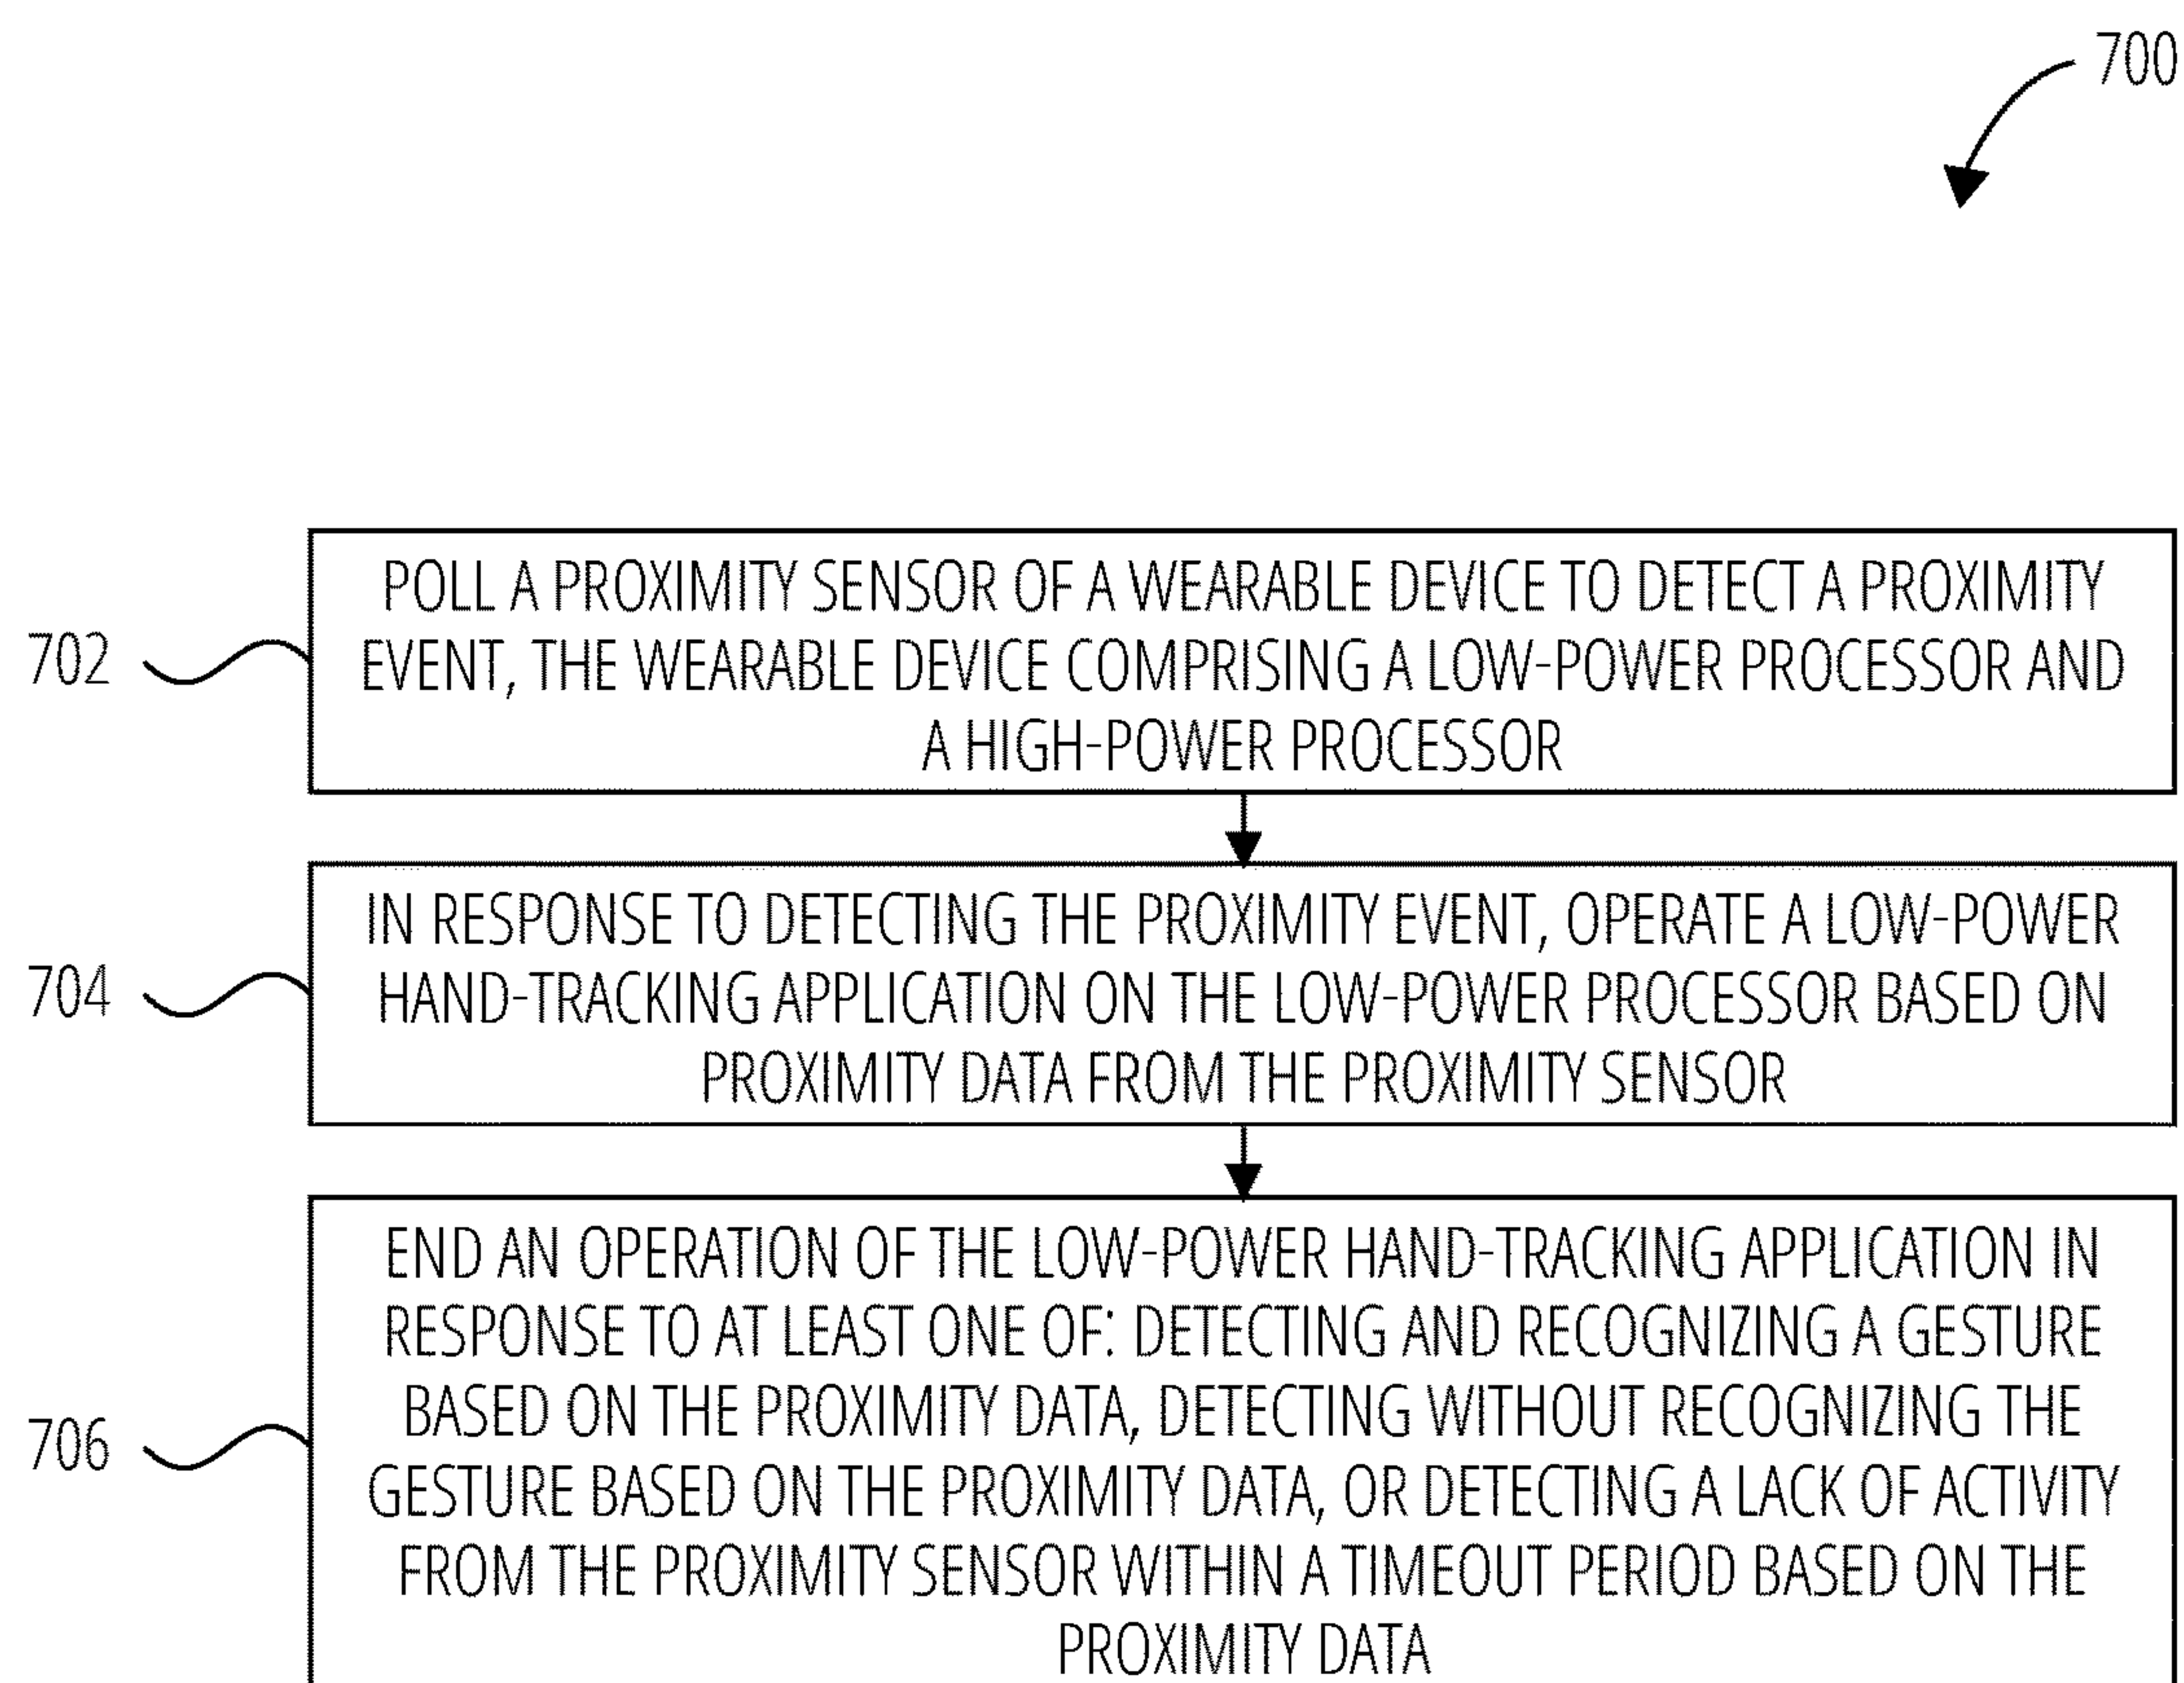 700
702
POLL A PROXIMITY SENSOR OF A WEARABLE DEVICE TO DETECT A PROXIMITY
EVENT, THE WEARABLE DEVICE COMPRISING A LOW-POWER PROCESSOR AND
A HIGH-POWER PROCESSOR
704
IN RESPONSE TO DETECTING THE PROXIMITY EVENT, OPERATE A LOW-POWER
HAND-TRACKING APPLICATION ON THE LOW-POWER PROCESSOR BASED ON
PROXIMITY DATA FROM THE PROXIMITY SENSOR
706
END AN OPERATION OF THE LOW-POWER HAND-TRACKING APPLICATION IN
RESPONSE TO AT LEAST ONE OF: DETECTING AND RECOGNIZING A GESTURE
BASED ON THE PROXIMITY DATA, DETECTING WITHOUT RECOGNIZING THE
GESTURE BASED ON THE PROXIMITY DATA, OR DETECTING A LACK OF ACTIVITY
FROM THE PROXIMITY SENSOR WITHIN A TIMEOUT PERIOD BASED ON THE
PROXIMITY DATA